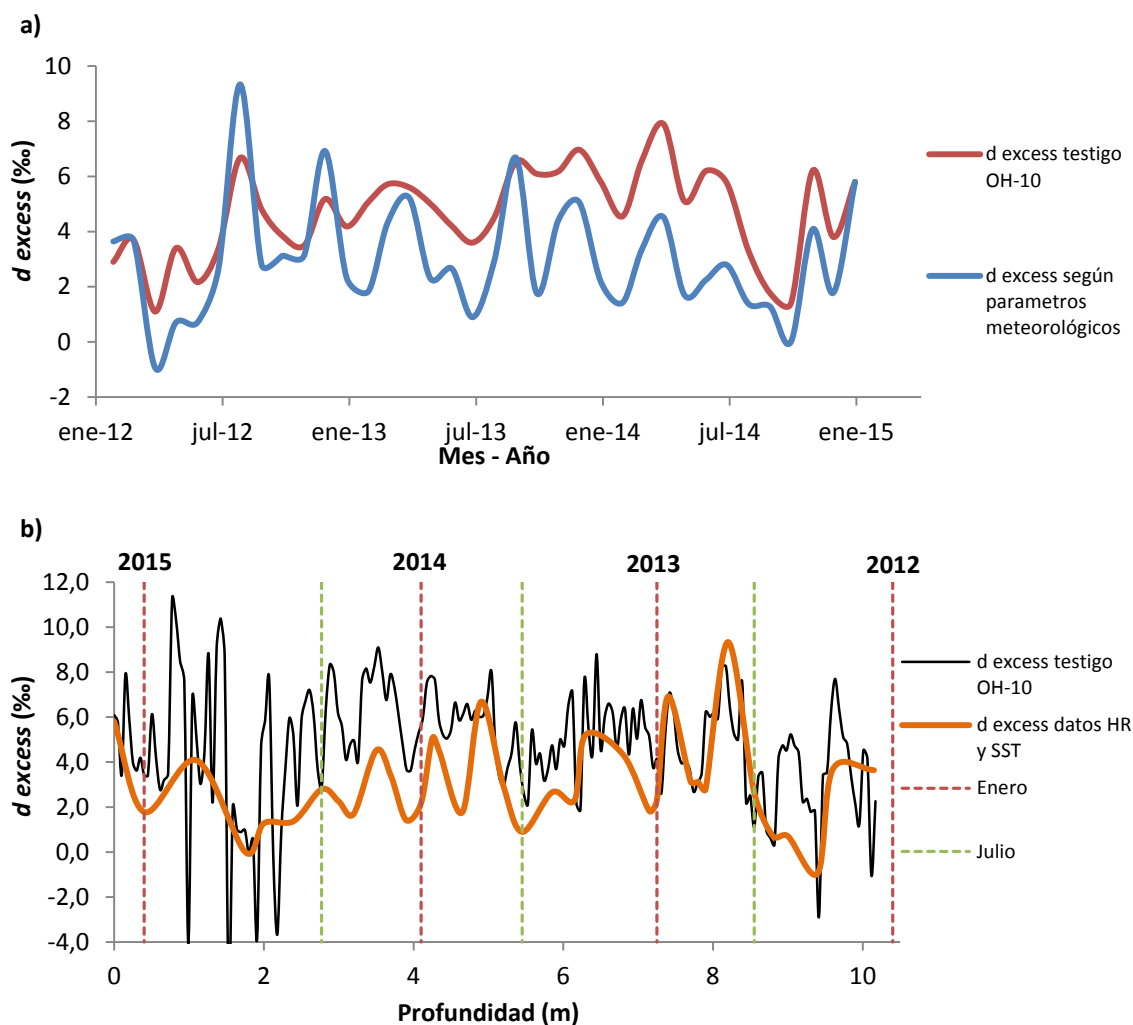 a)
10
8
6
4
2
0
-2
d excess (‰)
ene-12
jul-12
ene-13
jul-13
ene-14
jul-14
ene-15
Mes - Año
d excess testigo
OH-10
d excess según
parametros
meteorológicos
b)
2015
2014
2013
2012
12,0
10,0
8,0
6,0
4,0
2,0
0,0
-2,0
-4,0
d excess (‰)
0
2
4
6
8
10
Profundidad (m)
d excess testigo
OH-10
d excess datos HR
y SST
Enero
Julio